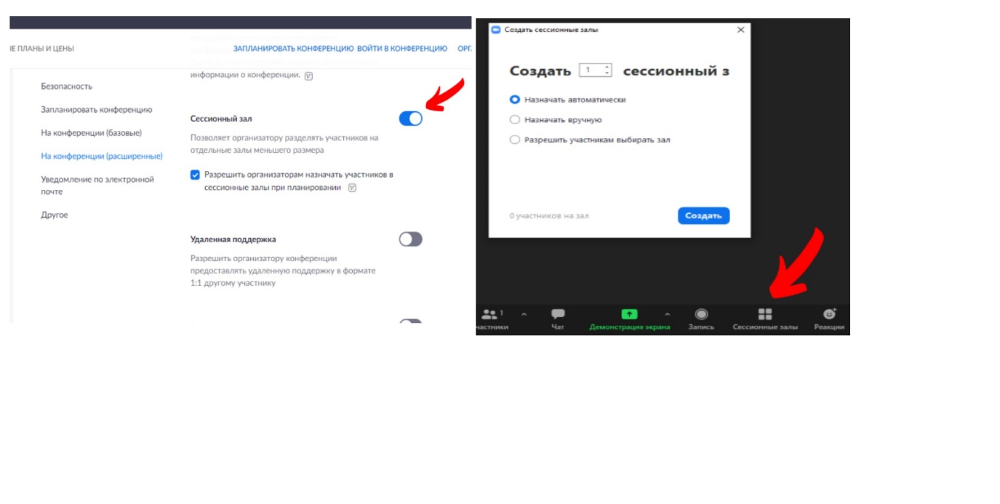 ІЕ ПЛАНЫ И ЦЕНЫ
ЗАПЛАНИРОВАТЬ КОНФЕРЕНЦИЮ ВОЙТИ В КОНФЕРЕНЦИЮ ОРГ
информации о конференции.
Безопасность
Запланировать конференцию
На конференции (базовые)
На конференции (расширенные)
Уведомление по электронной
почте
Другое
Сессионный зал
Позволяет организатору разделять участников на
отдельные залы меньшего размера
Разрешить организаторам назначать участников в
сессионные залы при планировании
Удаленная поддержка
Разрешить организатору конференции
предоставлять удаленную поддержку в формате
1:1 другому участнику
Создать сессионные залы
Создать 1 сессионный з
Назначать автоматически
Назначать вручную
Разрешить участникам выбирать зал
0 участников на зал
Создать
1
частники
Чат
Демонстрация экрана
Запись
Сессионные залы
Реакции